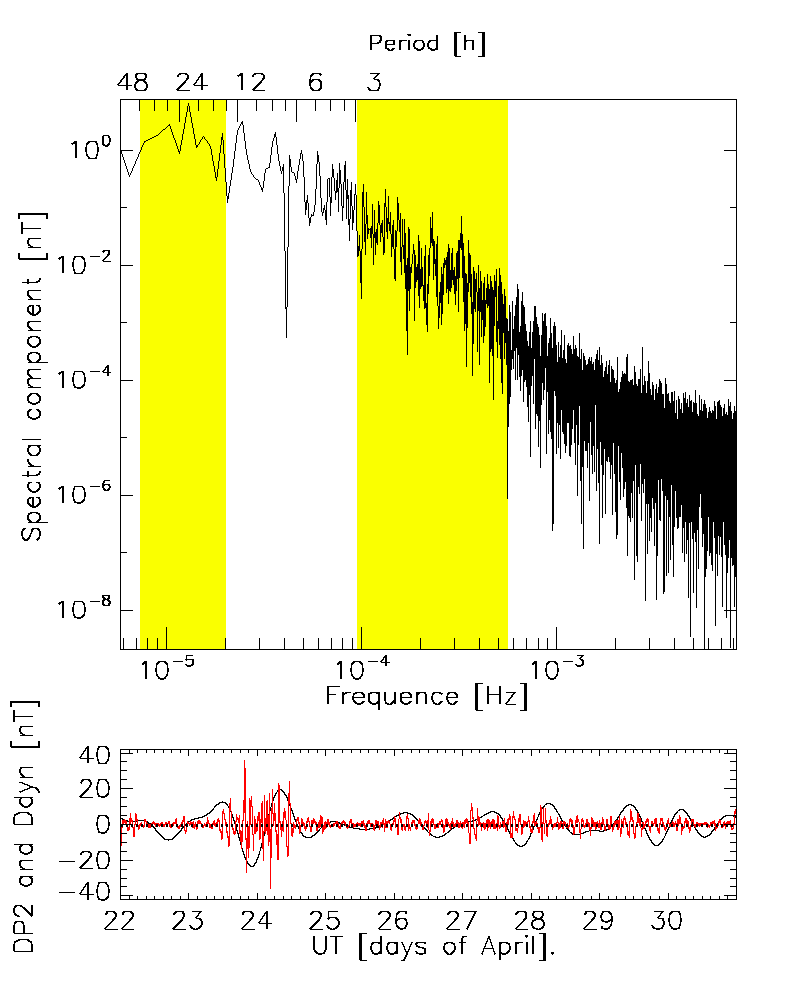 Period [h]
48 24 12 6 3
Spectral component [nT]
10⁰
10⁻²
10⁻⁴
10⁻⁶
10⁻⁸
10⁻⁵ 10⁻⁴ 10⁻³
Frequence [Hz]
DP2 and Ddyn [nT]
40
20
0
−20
−40
22 23 24 25 26 27 28 29 30
UT [days of April].